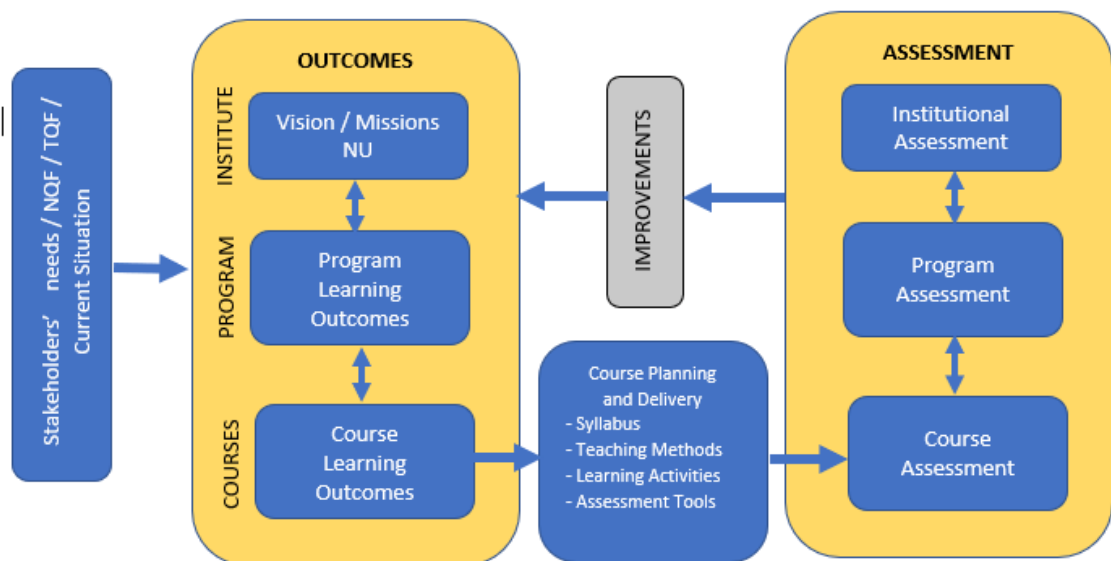 Stakeholders' needs / NQF / TQF /
Current Situation
OUTCOMES
INSTITUTE
Vision / Missions
NU
PROGRAM
Program
Learning
Outcomes
COURSES
Course
Learning
Outcomes
IMPROVEMENTS
Course Planning
and Delivery
- Syllabus
- Teaching Methods
- Learning Activities
- Assessment Tools
ASSESSMENT
Institutional
Assessment
Program
Assessment
Course
Assessment